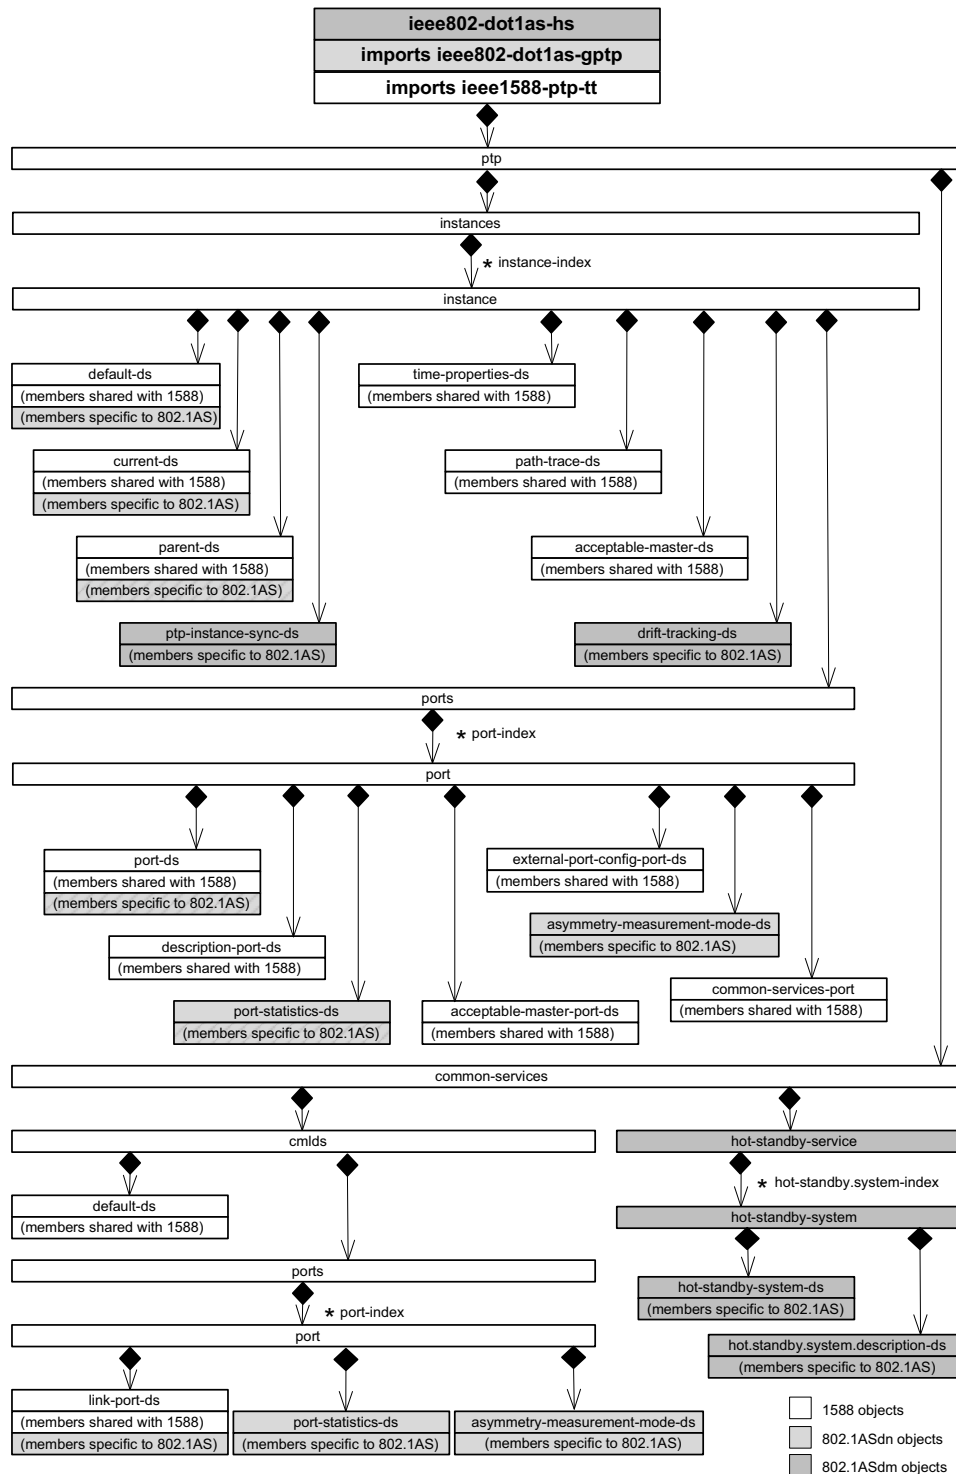 ieee802-dot1as-hs
imports ieee802-dot1as-gptp
imports ieee1588-ptp-tt
ptp
instances
* instance-index
instance
default-ds
(members shared with 1588)
(members specific to 802.1AS)
time-properties-ds
(members shared with 1588)
current-ds
(members shared with 1588)
(members specific to 802.1AS)
path-trace-ds
(members shared with 1588)
parent-ds
(members shared with 1588)
(members specific to 802.1AS)
acceptable-master-ds
(members shared with 1588)
ptp-instance-sync-ds
(members specific to 802.1AS)
drift-tracking-ds
(members specific to 802.1AS)
ports
* port-index
port
port-ds
(members shared with 1588)
(members specific to 802.1AS)
external-port-config-port-ds
(members shared with 1588)
description-port-ds
(members shared with 1588)
asymmetry-measurement-mode-ds
(members specific to 802.1AS)
port-statistics-ds
(members specific to 802.1AS)
acceptable-master-port-ds
(members shared with 1588)
common-services-port
(members shared with 1588)
common-services
cmlds
hot-standby-service
* hot-standby.system-index
default-ds
(members shared with 1588)
hot-standby-system
ports
* port-index
port
hot-standby-system-ds
(members specific to 802.1AS)
hot.standby.system.description-ds
(members specific to 802.1AS)
link-port-ds
(members shared with 1588)
(members specific to 802.1AS)
port-statistics-ds
(members specific to 802.1AS)
asymmetry-measurement-mode-ds
(members specific to 802.1AS)
1588 objects
802.1ASdn objects
802.1ASdm objects